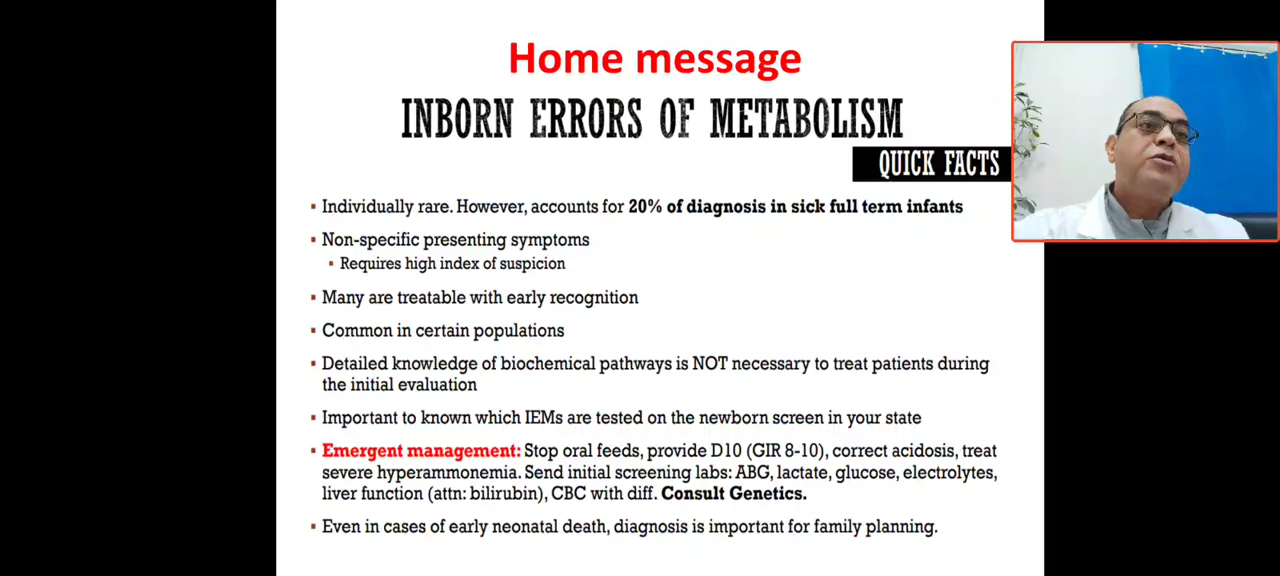 Home message
INBORN ERRORS OF METABOLISM
QUICK FACTS
▪ Individually rare. However, accounts for 20% of diagnosis in sick full term infants
▪ Non-specific presenting symptoms
▪ Requires high index of suspicion
▪ Many are treatable with early recognition
▪ Common in certain populations
▪ Detailed knowledge of biochemical pathways is NOT necessary to treat patients during
the initial evaluation
▪ Important to known which IEMs are tested on the newborn screen in your state
▪ Emergent management: Stop oral feeds, provide D10 (GIR 8-10), correct acidosis, treat
severe hyperammonemia. Send initial screening labs: ABG, lactate, glucose, electrolytes,
liver function (attn: bilirubin), CBC with diff. Consult Genetics.
▪ Even in cases of early neonatal death, diagnosis is important for family planning.